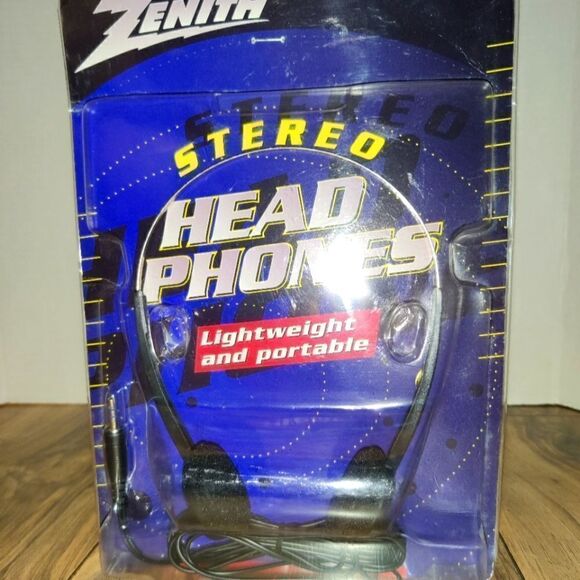 ZENITH
STEREO
HEAD
PHONES
Lightweight
and portable